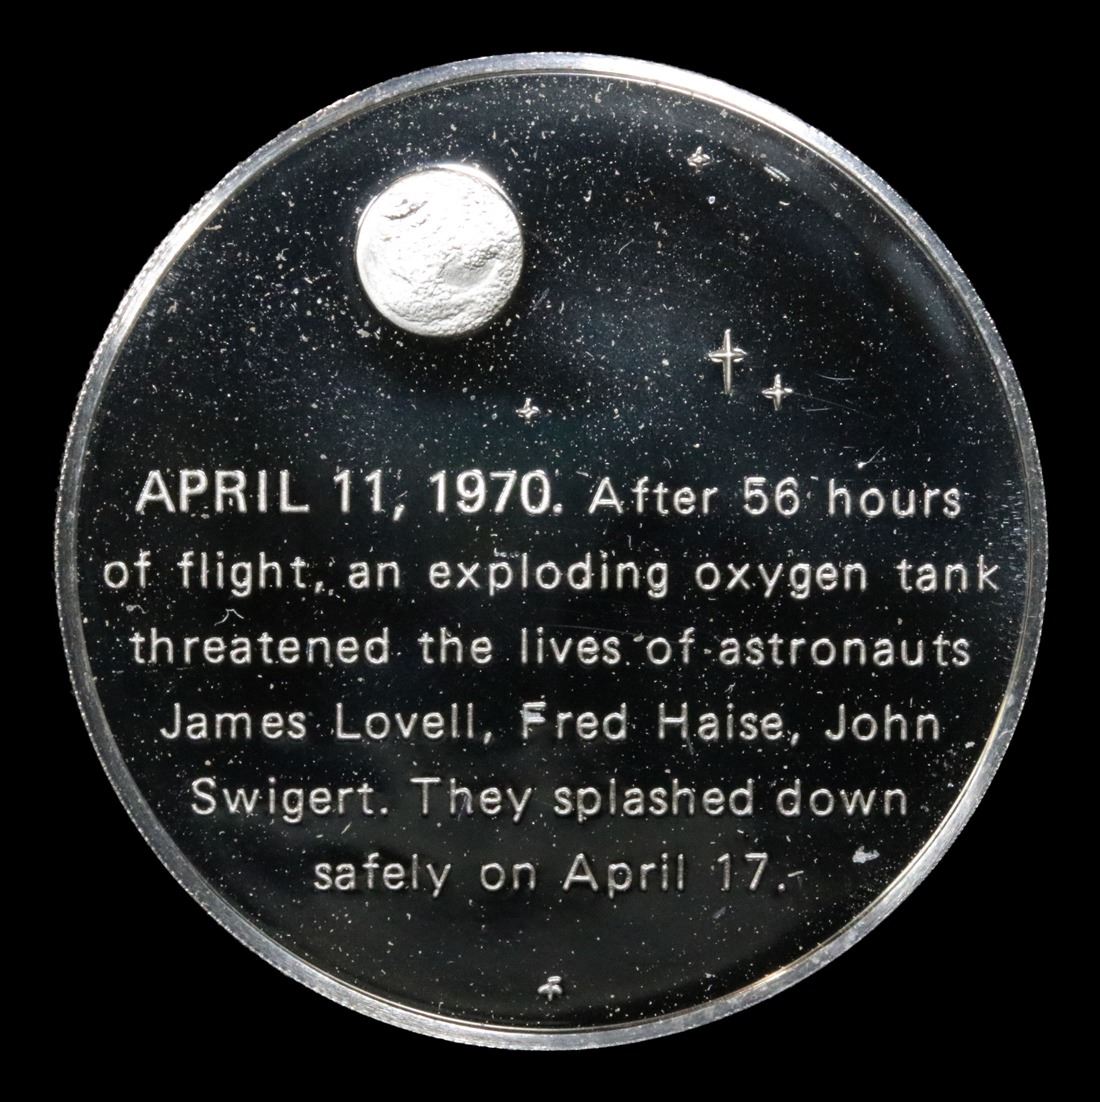 APRIL 11, 1970. After 56 hours
of flight, an exploding oxygen tank
threatened the lives of astronauts
James Lovell, Fred Haise, John
Swigert. They splashed down
safely on April 17.